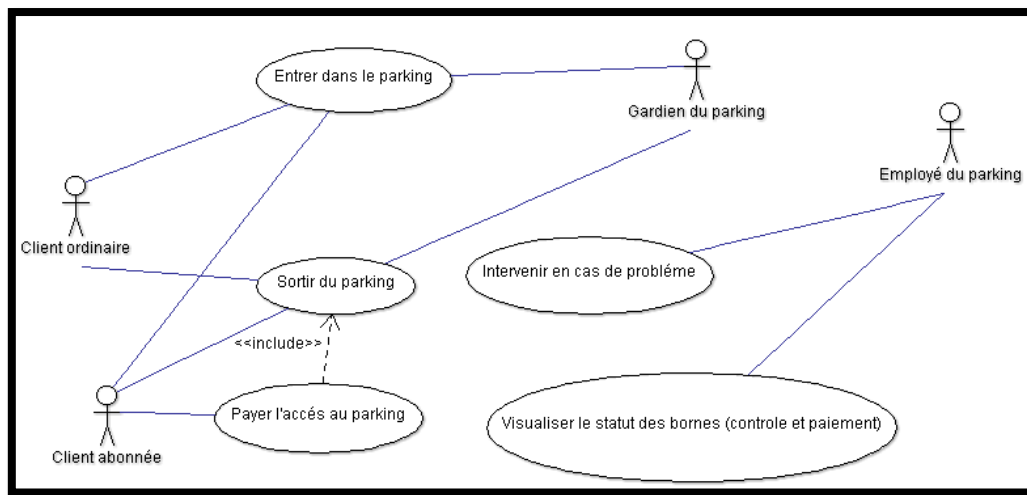 Entrer dans le parking
Gardien du parking
Employé du parking
Client ordinaire
Sortir du parking
Intervenir en cas de probléme
<<include>>
Payer l'accés au parking
Visualiser le statut des bornes (controle et paiement)
Client abonnée